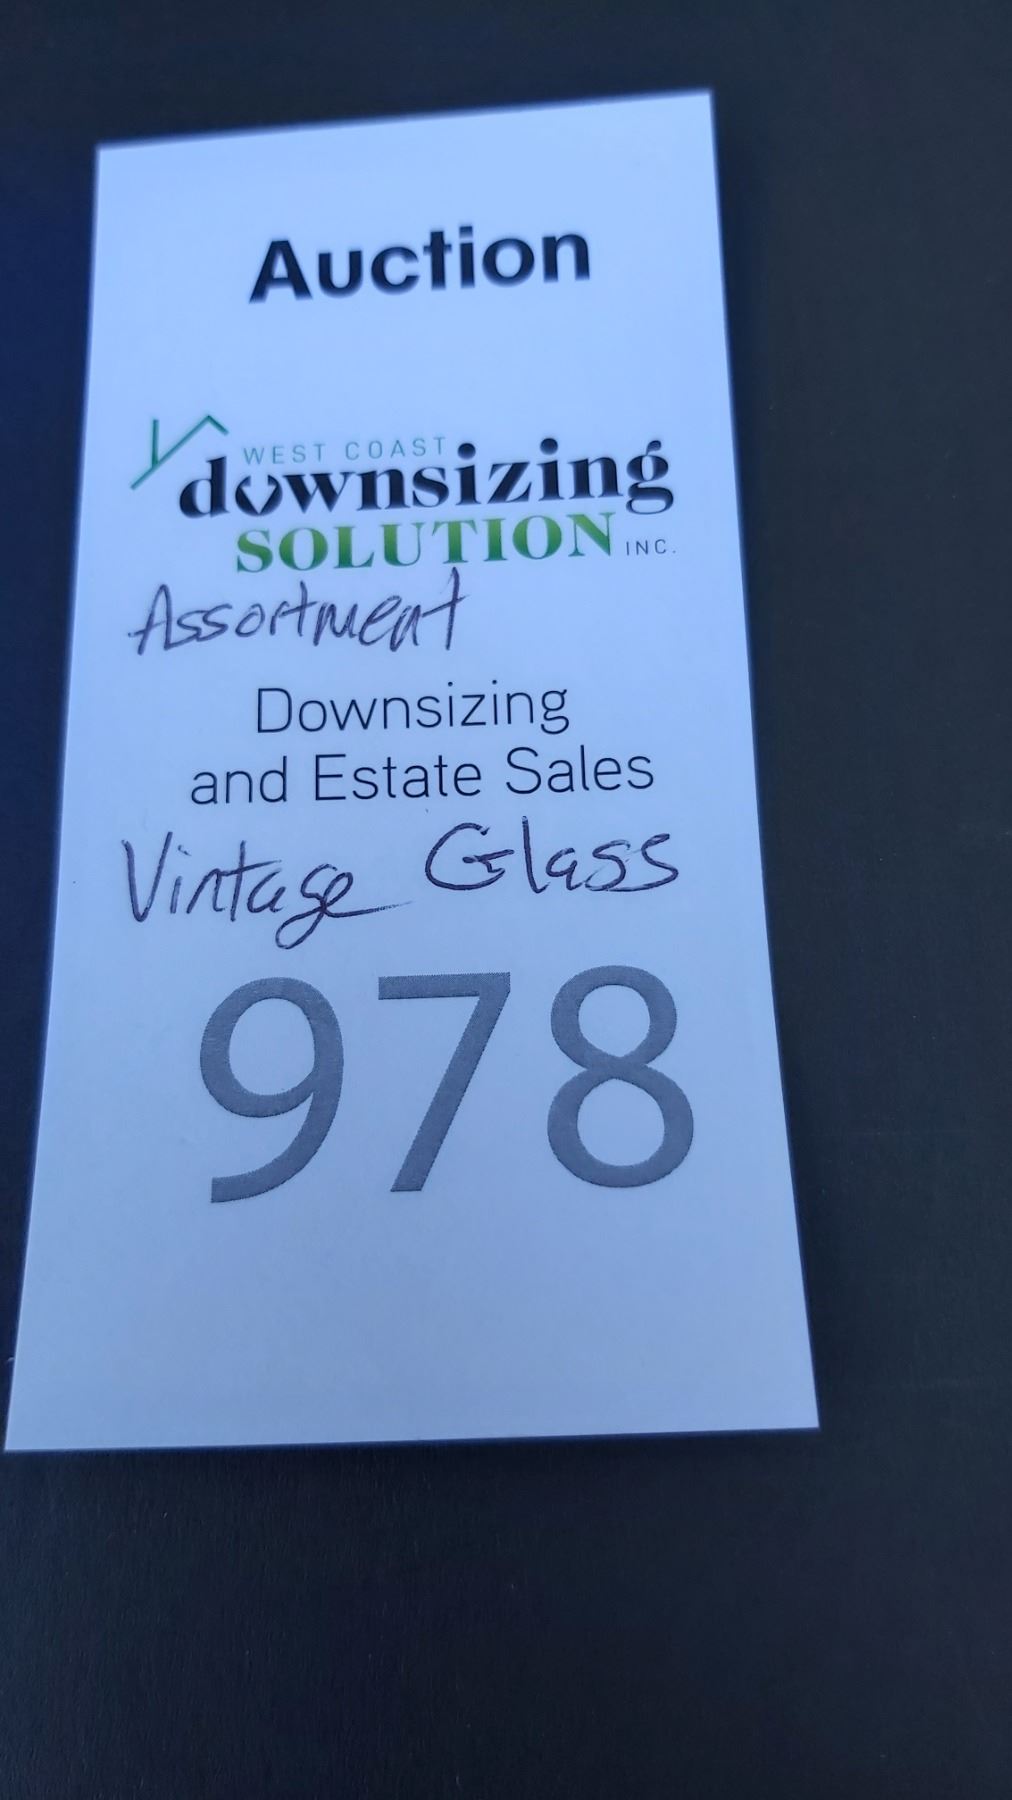 Auction
WEST COAST
downsizing
SOLUTION INC.
Assortment
Downsizing
and Estate Sales
Vintage Glass
978